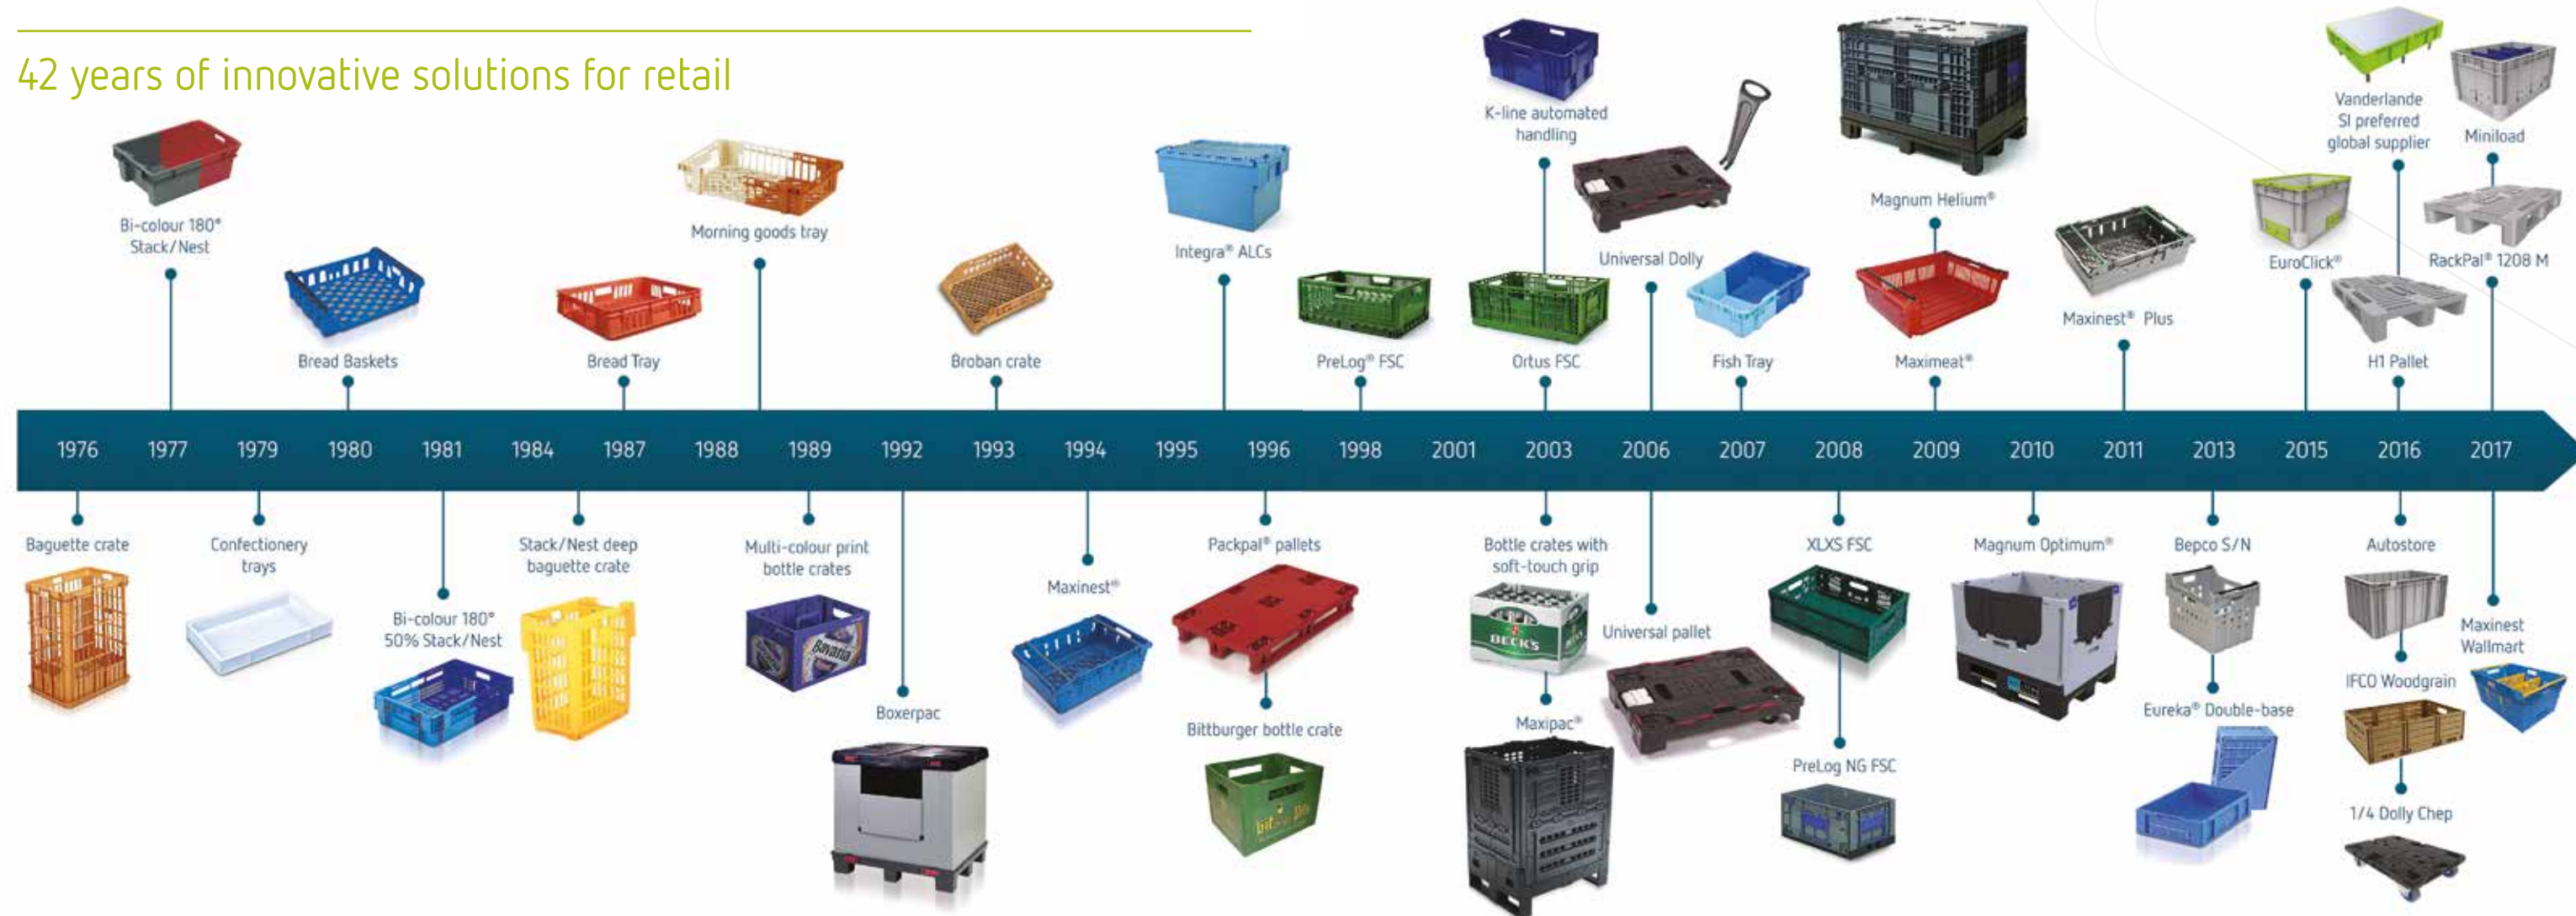 42 years of innovative solutions for retail
Bi-colour 180°
Stack/Nest
Bread Baskets
Bread Tray
Morning goods tray
Broban crate
Integra® ALCs
PreLog® FSC
K-line automated
handling
Ortus FSC
Universal Dolly
Fish Tray
Magnum Helium®
Maximeat®
Maxinest® Plus
EuroClick®
Vanderlande
SI preferred
global supplier
H1 Pallet
Miniload
RackPal® 1208 M
1976 1977 1979 1980 1981 1984 1987 1988 1989 1992 1993 1994 1995 1996 1998 2001 2003 2006 2007 2008 2009 2010 2011 2013 2015 2016 2017
Baguette crate
Confectionery
trays
Bi-colour 180°
50% Stack/Nest
Stack/Nest deep
baguette crate
Multi-colour print
bottle crates
Bavaria
Boxerpac
Maxinest®
Packpal® pallets
Bittburger bottle crate
bit
Bottle crates with
soft-touch grip
BECK'S
Maxipac®
Universal pallet
XLXS FSC
PreLog NG FSC
Magnum Optimum®
Bepco S/N
Eureka® Double-base
Autostore
IFCO Woodgrain
1/4 Dolly Chep
Maxinest
Wallmart